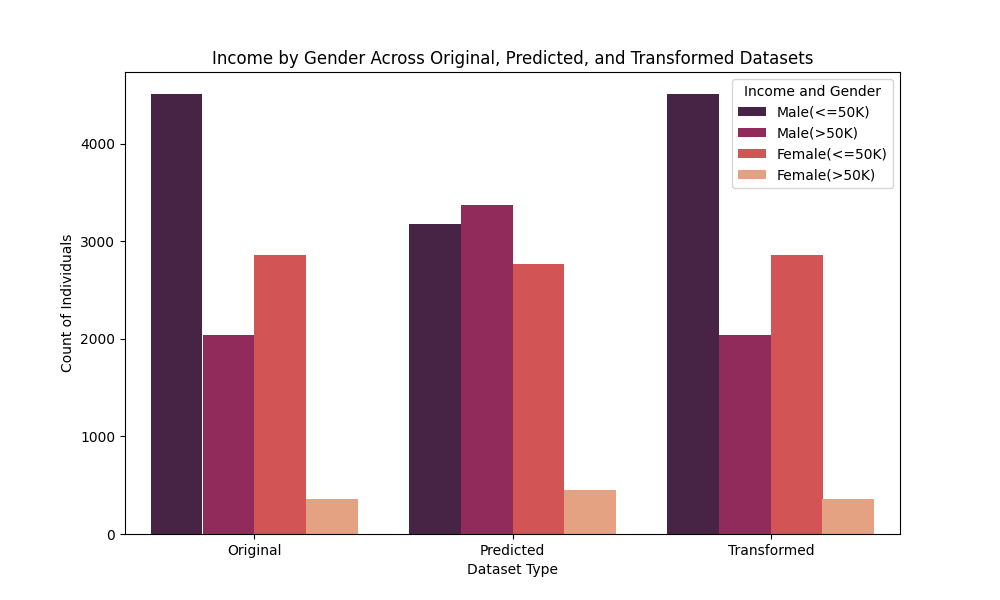 Income by Gender Across Original, Predicted, and Transformed Datasets
Income and Gender
Male(<=50K)
Male(>50K)
Female(<=50K)
Female(>50K)
Count of Individuals
4000
3000
2000
1000
0
Original
Predicted
Transformed
Dataset Type